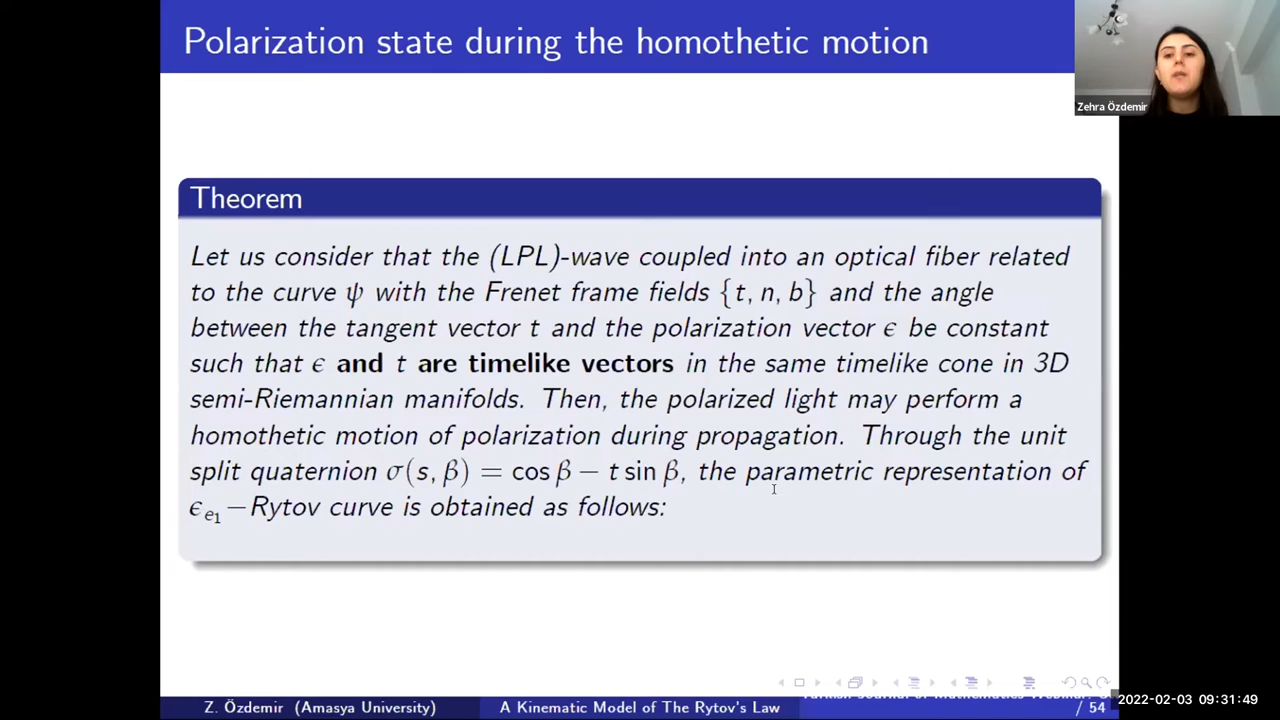 Polarization state during the homothetic motion
Zehra Özdemir
Theorem
Let us consider that the (LPL)-wave coupled into an optical fiber related
to the curve ψ with the Frenet frame fields {t, n, b} and the angle
between the tangent vector t and the polarization vector ϵ be constant
such that ϵ and t are timelike vectors in the same timelike cone in 3D
semi-Riemannian manifolds. Then, the polarized light may perform a
homothetic motion of polarization during propagation. Through the unit
split quaternion σ(s, β) = cos β − t sin β, the parametric representation of
ϵ_{e_1}−Rytov curve is obtained as follows:
Z. Özdemir (Amasya University)
A Kinematic Model of The Rytov's Law
/ 54
2022-02-03 09:31:49